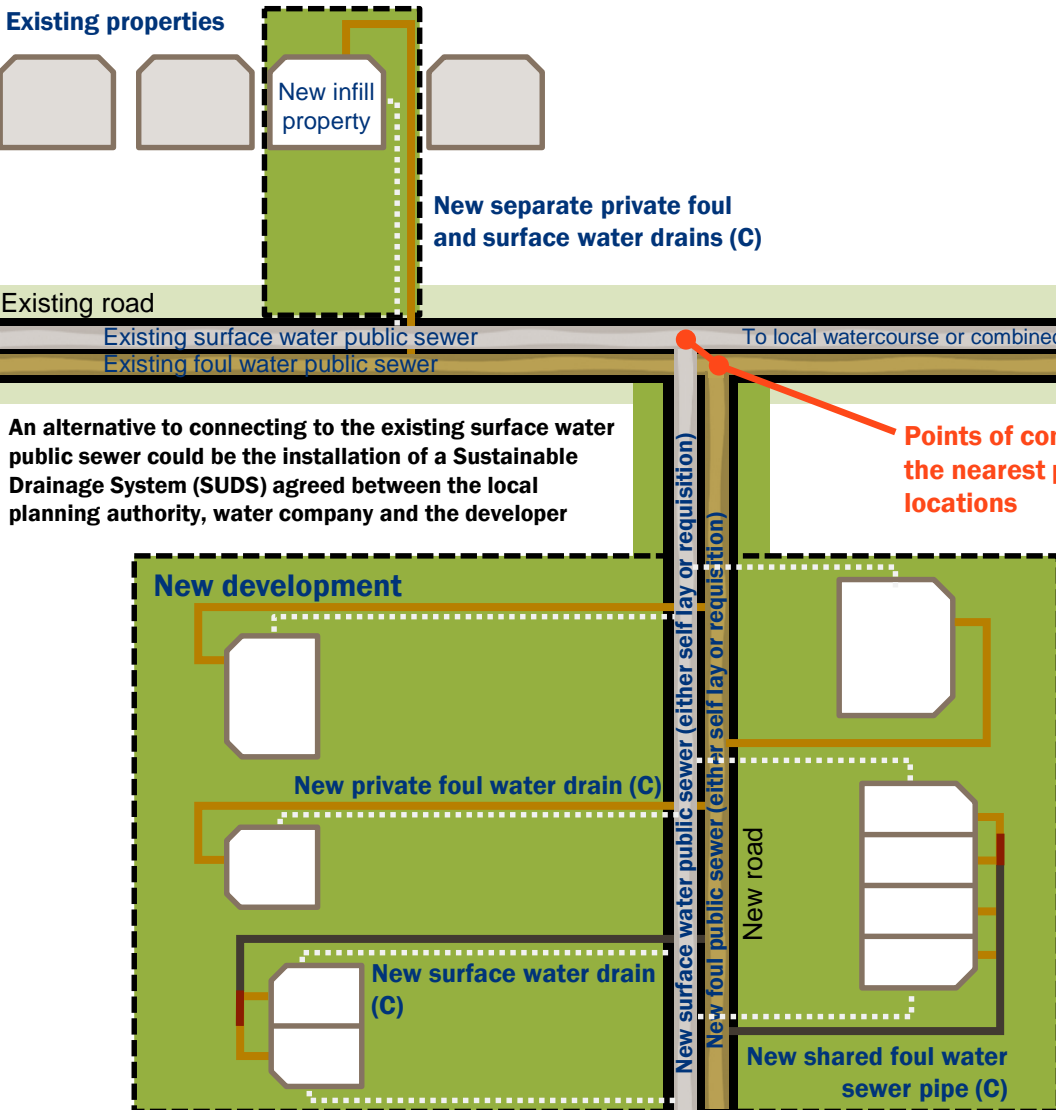 Existing properties
New infill
property
New separate private foul
and surface water drains (C)
Existing road
Existing surface water public sewer
To local watercourse or combined
Existing foul water public sewer
An alternative to connecting to the existing surface water
public sewer could be the installation of a Sustainable
Drainage System (SUDS) agreed between the local
planning authority, water company and the developer
Points of
the nearest
locations
New development
New surface water public sewer (either self lay or requisition)
New foul public sewer (either self lay or requisition)
New private foul water drain (C)
New road
New surface water drain
(C)
New shared foul water
sewer pipe (C)